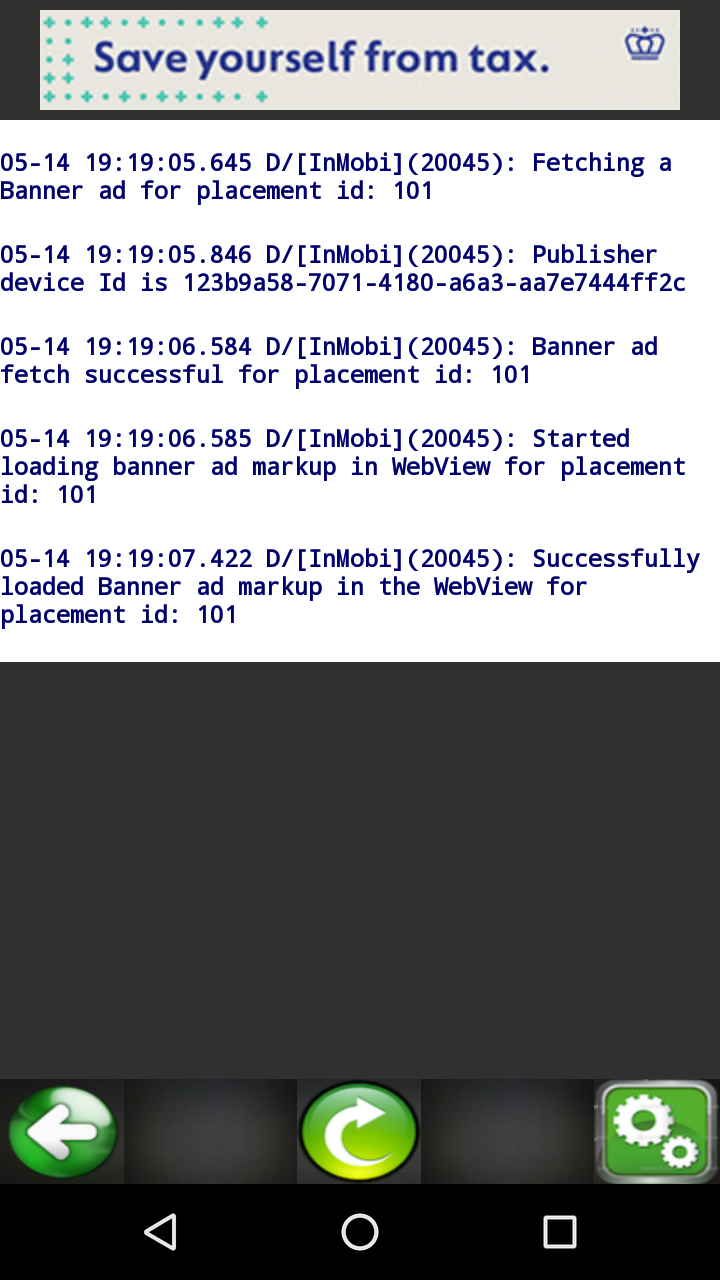 Save yourself from tax.
05-14 19:19:05.645 D/[InMobi](20045): Fetching a
Banner ad for placement id: 101
05-14 19:19:05.846 D/[InMobi](20045): Publisher
device Id is 123b9a58-7071-4180-a6a3-aa7e7444ff2c
05-14 19:19:06.584 D/[InMobi](20045): Banner ad
fetch successful for placement id: 101
05-14 19:19:06.585 D/[InMobi](20045): Started
loading banner ad markup in WebView for placement
id: 101
05-14 19:19:07.422 D/[InMobi](20045): Successfully
loaded Banner ad markup in the WebView for
placement id: 101